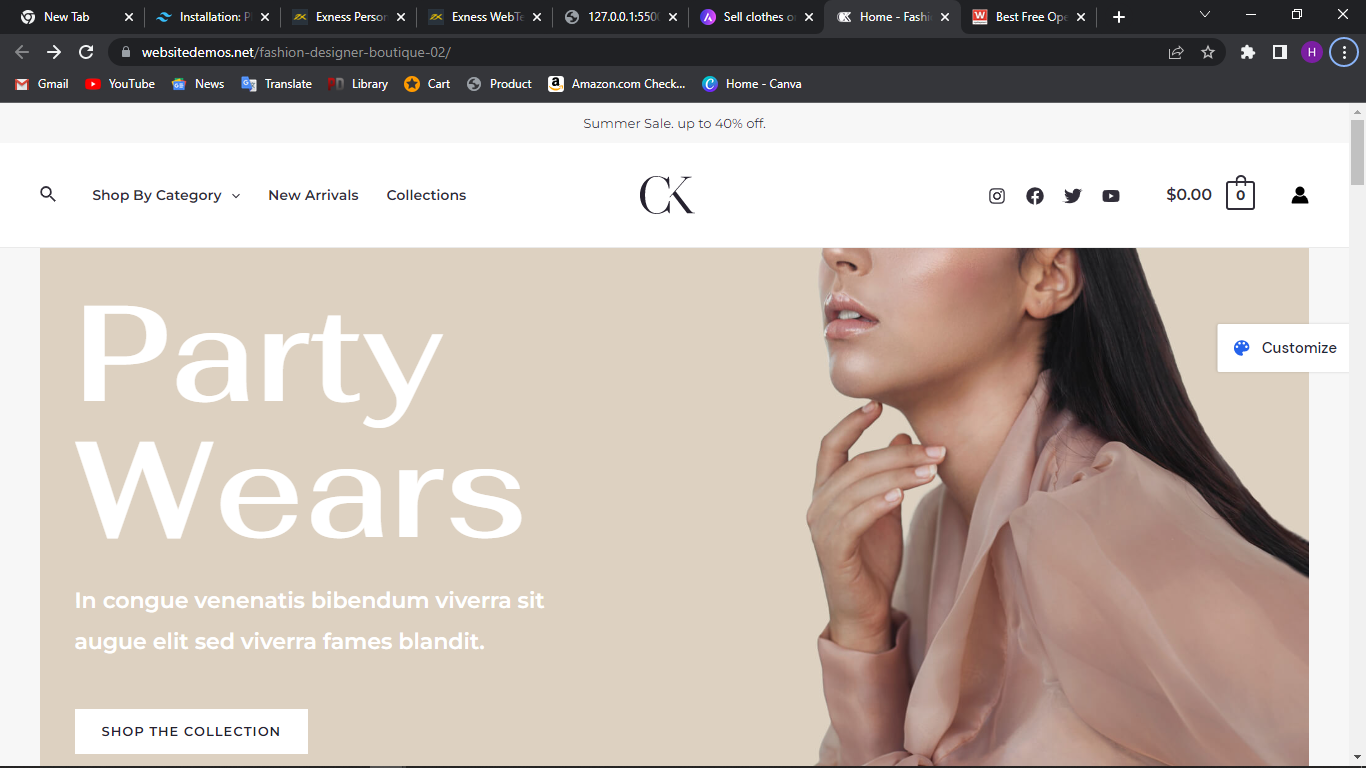 New Tab
Installation: P
Exness Person
Exness WebTe
127.0.0.1:550
Sell clothes o
Home - Fashi
Best Free Ope
websitedemos.net/fashion-designer-boutique-02/
H
Gmail
YouTube
News
Translate
Library
Cart
Product
Amazon.com Check...
Home - Canva
Summer Sale. up to 40% off.
Shop By Category
New Arrivals
Collections
CK
$0.00
0
Customize
Party
Wears
In congue venenatis bibendum viverra sit
augue elit sed viverra fames blandit.
SHOP THE COLLECTION